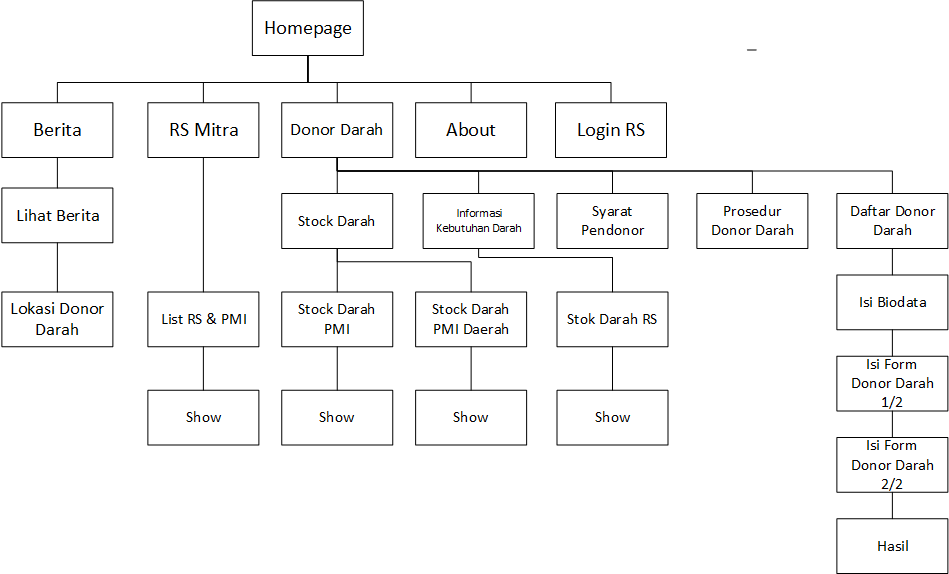 Homepage
Berita
RS Mitra
Donor Darah
About
Login RS
Lihat Berita
Stock Darah
Informasi
Kebutuhan Darah
Syarat
Pendonor
Prosedur
Donor Darah
Daftar Donor
Darah
Lokasi Donor
Darah
List RS & PMI
Stock Darah
PMI
Stock Darah
PMI Daerah
Stok Darah RS
Isi Biodata
Isi Form
Donor Darah
1/2
Show
Show
Show
Show
Isi Form
Donor Darah
2/2
Hasil